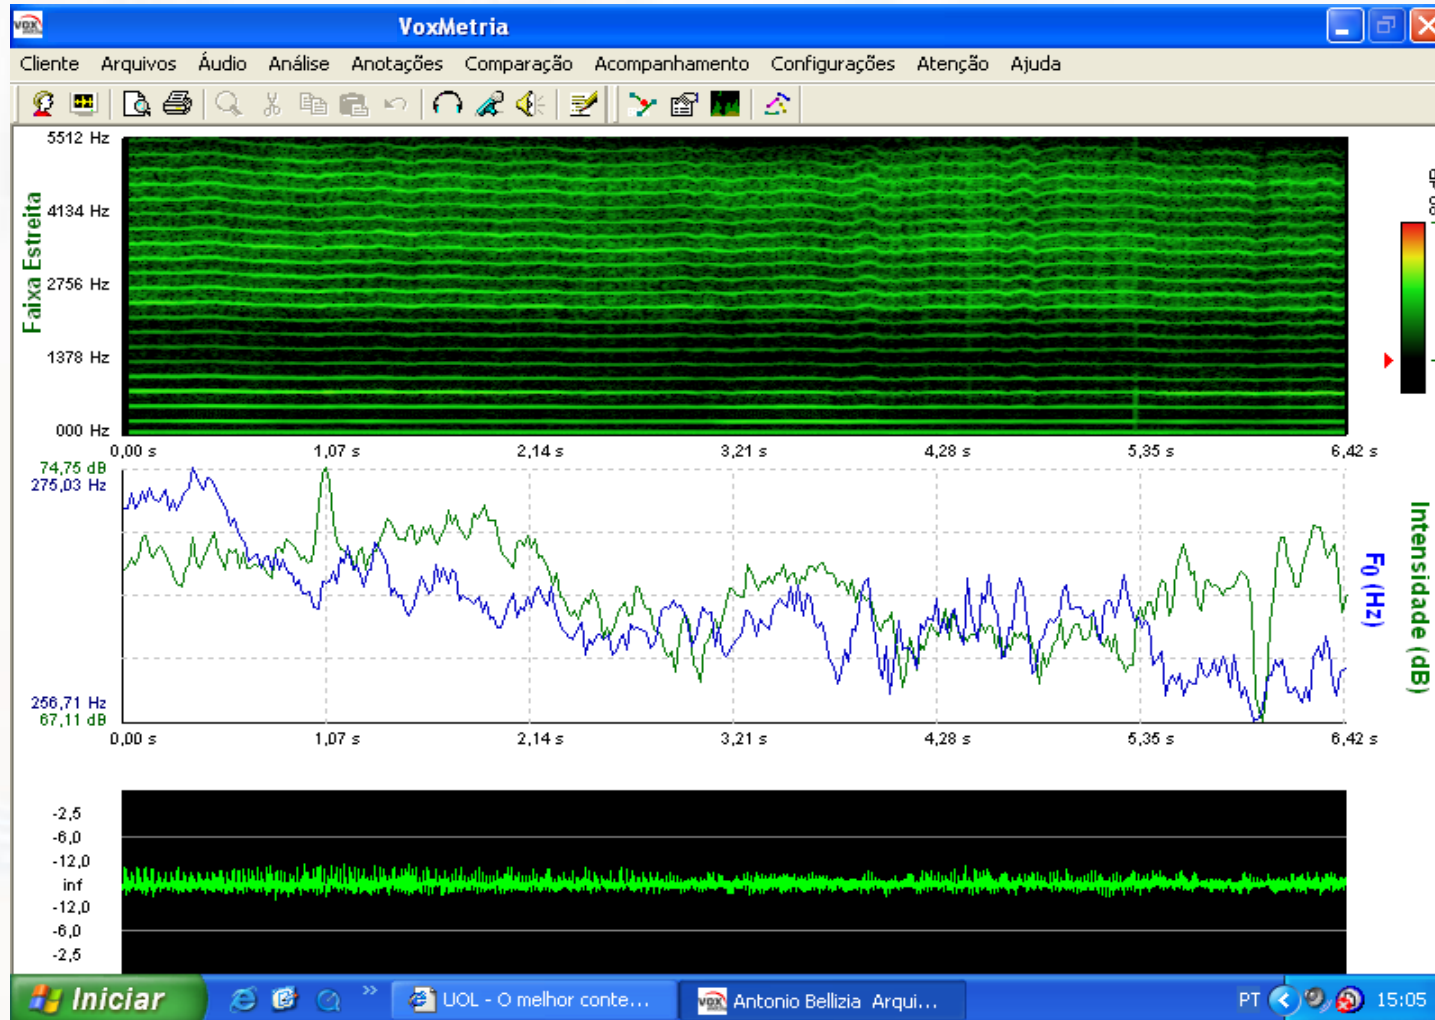 VOX
VoxMetria
Cliente Arquivos Áudio Análise Anotações Comparação Acompanhamento Configurações Atenção Ajuda
5512 Hz
4134 Hz
2756 Hz
1378 Hz
000 Hz
Faixa Estreita
0,00 s 1,07 s 2,14 s 3,21 s 4,28 s 5,35 s 6,42 s
74,75 dB
275,03 Hz
256,71 Hz
67,11 dB
F0 (Hz)
Intensidade (dB)
0,00 s 1,07 s 2,14 s 3,21 s 4,28 s 5,35 s 6,42 s
-2,5
-6,0
-12,0
inf
-12,0
-6,0
-2,5
Iniciar » UOL - O melhor conte... VOX Antonio Bellizia Arqui... PT 15:05